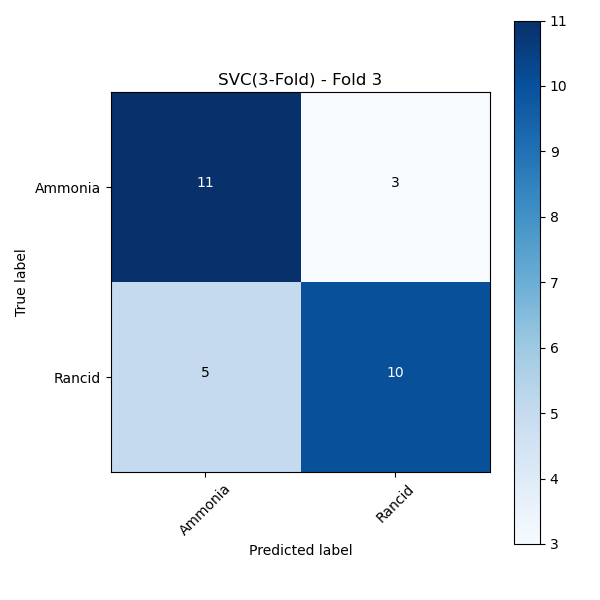 SVC(3-Fold) - Fold 3
True label
Ammonia
11
3
Rancid
5
10
Ammonia
Rancid
Predicted label
11
10
9
8
7
6
5
4
3